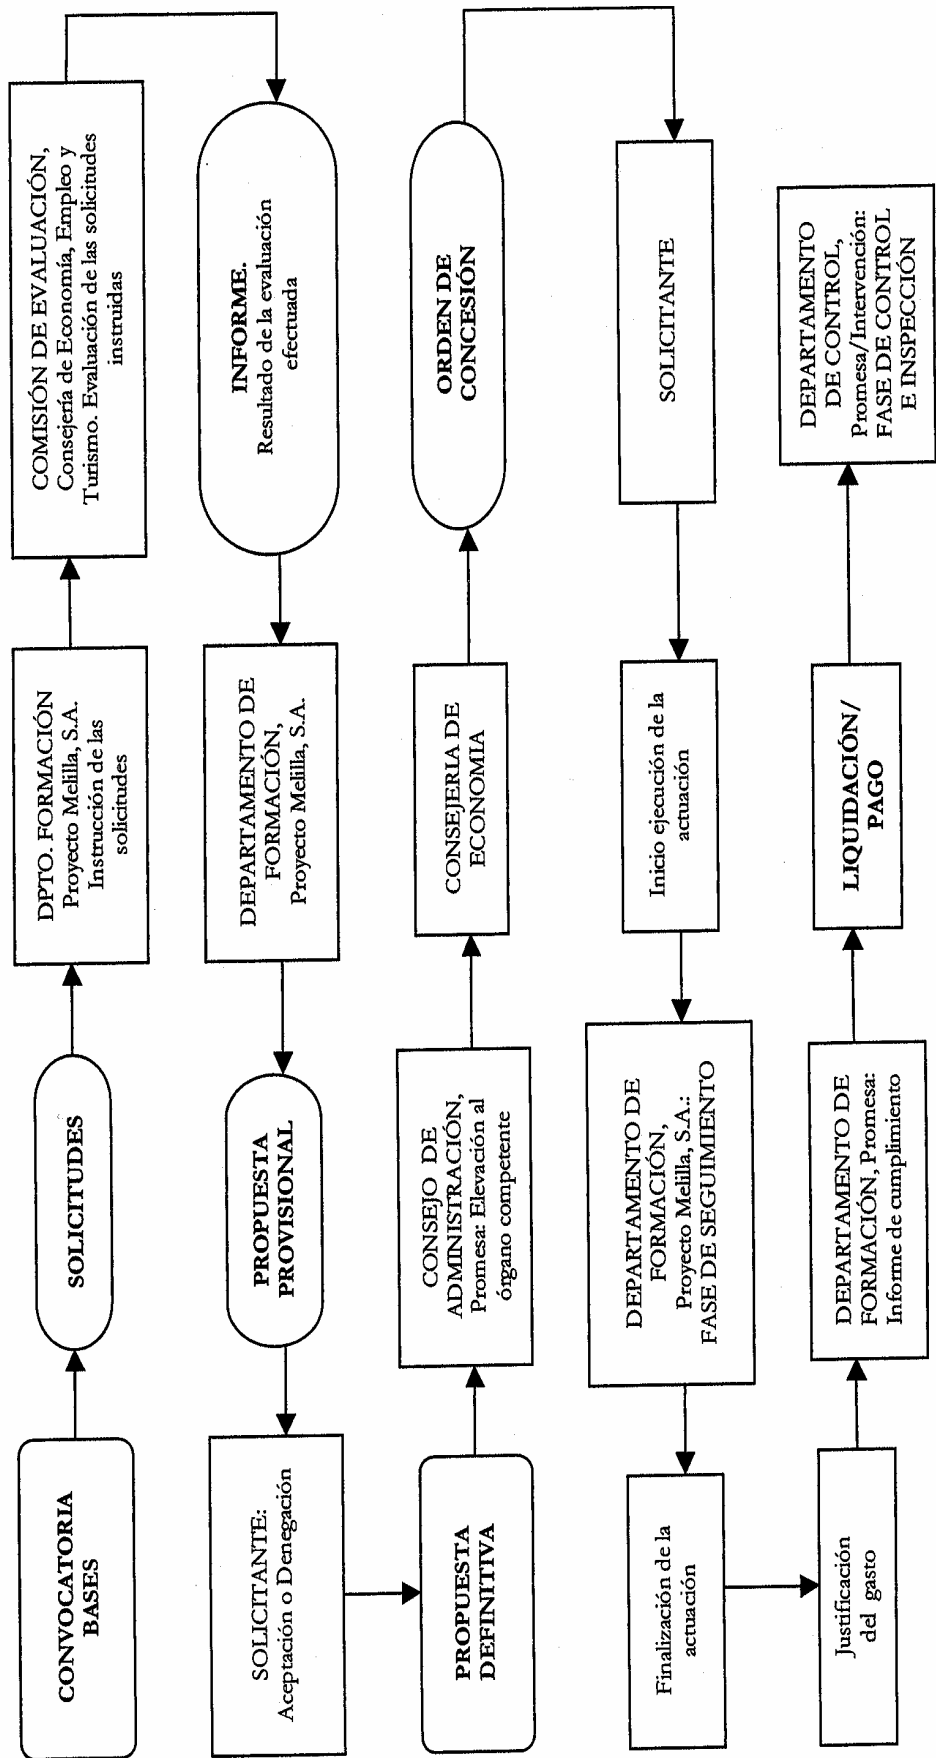 CONVOCATORIA
BASES
SOLICITUDES
DPTO. FORMACIÓN
Proyecto Melilla, S.A.
Instrucción de las
solicitudes
COMISIÓN DE EVALUACIÓN,
Consejería de Economía, Empleo y
Turismo. Evaluación de las solicitudes
instruidas
INFORME.
Resultado de la evaluación
efectuada
DEPARTAMENTO DE
FORMACIÓN,
Proyecto Melilla, S.A.
PROPUESTA
PROVISIONAL
SOLICITANTE:
Aceptación o Denegación
PROPUESTA
DEFINITIVA
CONSEJO DE
ADMINISTRACIÓN,
Promesa: Elevación al
órgano competente
CONSEJERIA DE
ECONOMIA
ORDEN DE
CONCESIÓN
SOLICITANTE
Inicio ejecución de la
actuación
DEPARTAMENTO DE
FORMACIÓN,
Proyecto Melilla, S.A.:
FASE DE SEGUIMIENTO
Finalización de la
actuación
Justificación
del gasto
DEPARTAMENTO DE
FORMACIÓN, Promesa:
Informe de cumplimiento
LIQUIDACIÓN/
PAGO
DEPARTAMENTO
DE CONTROL,
Promesa/Intervención:
FASE DE CONTROL
E INSPECCIÓN